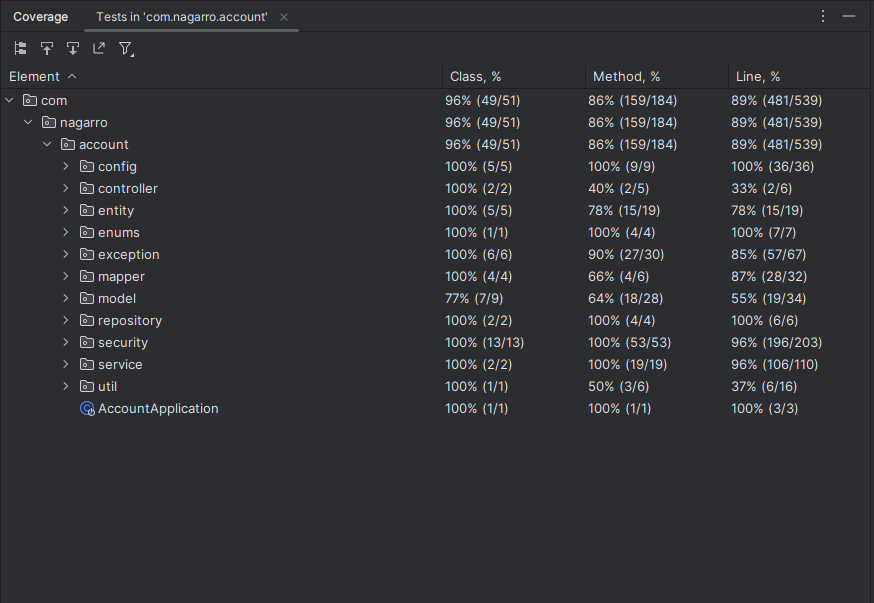 Coverage Tests in 'com.nagarro.account'
Element Class, % Method, % Line, %
com 96% (49/51) 86% (159/184) 89% (481/539)
nagarro 96% (49/51) 86% (159/184) 89% (481/539)
account 96% (49/51) 86% (159/184) 89% (481/539)
config 100% (5/5) 100% (9/9) 100% (36/36)
controller 100% (2/2) 40% (2/5) 33% (2/6)
entity 100% (5/5) 78% (15/19) 78% (15/19)
enums 100% (1/1) 100% (4/4) 100% (7/7)
exception 100% (6/6) 90% (27/30) 85% (57/67)
mapper 100% (4/4) 66% (4/6) 87% (28/32)
model 77% (7/9) 64% (18/28) 55% (19/34)
repository 100% (2/2) 100% (4/4) 100% (6/6)
security 100% (13/13) 100% (53/53) 96% (196/203)
service 100% (2/2) 100% (19/19) 96% (106/110)
util 100% (1/1) 50% (3/6) 37% (6/16)
AccountApplication 100% (1/1) 100% (1/1) 100% (3/3)